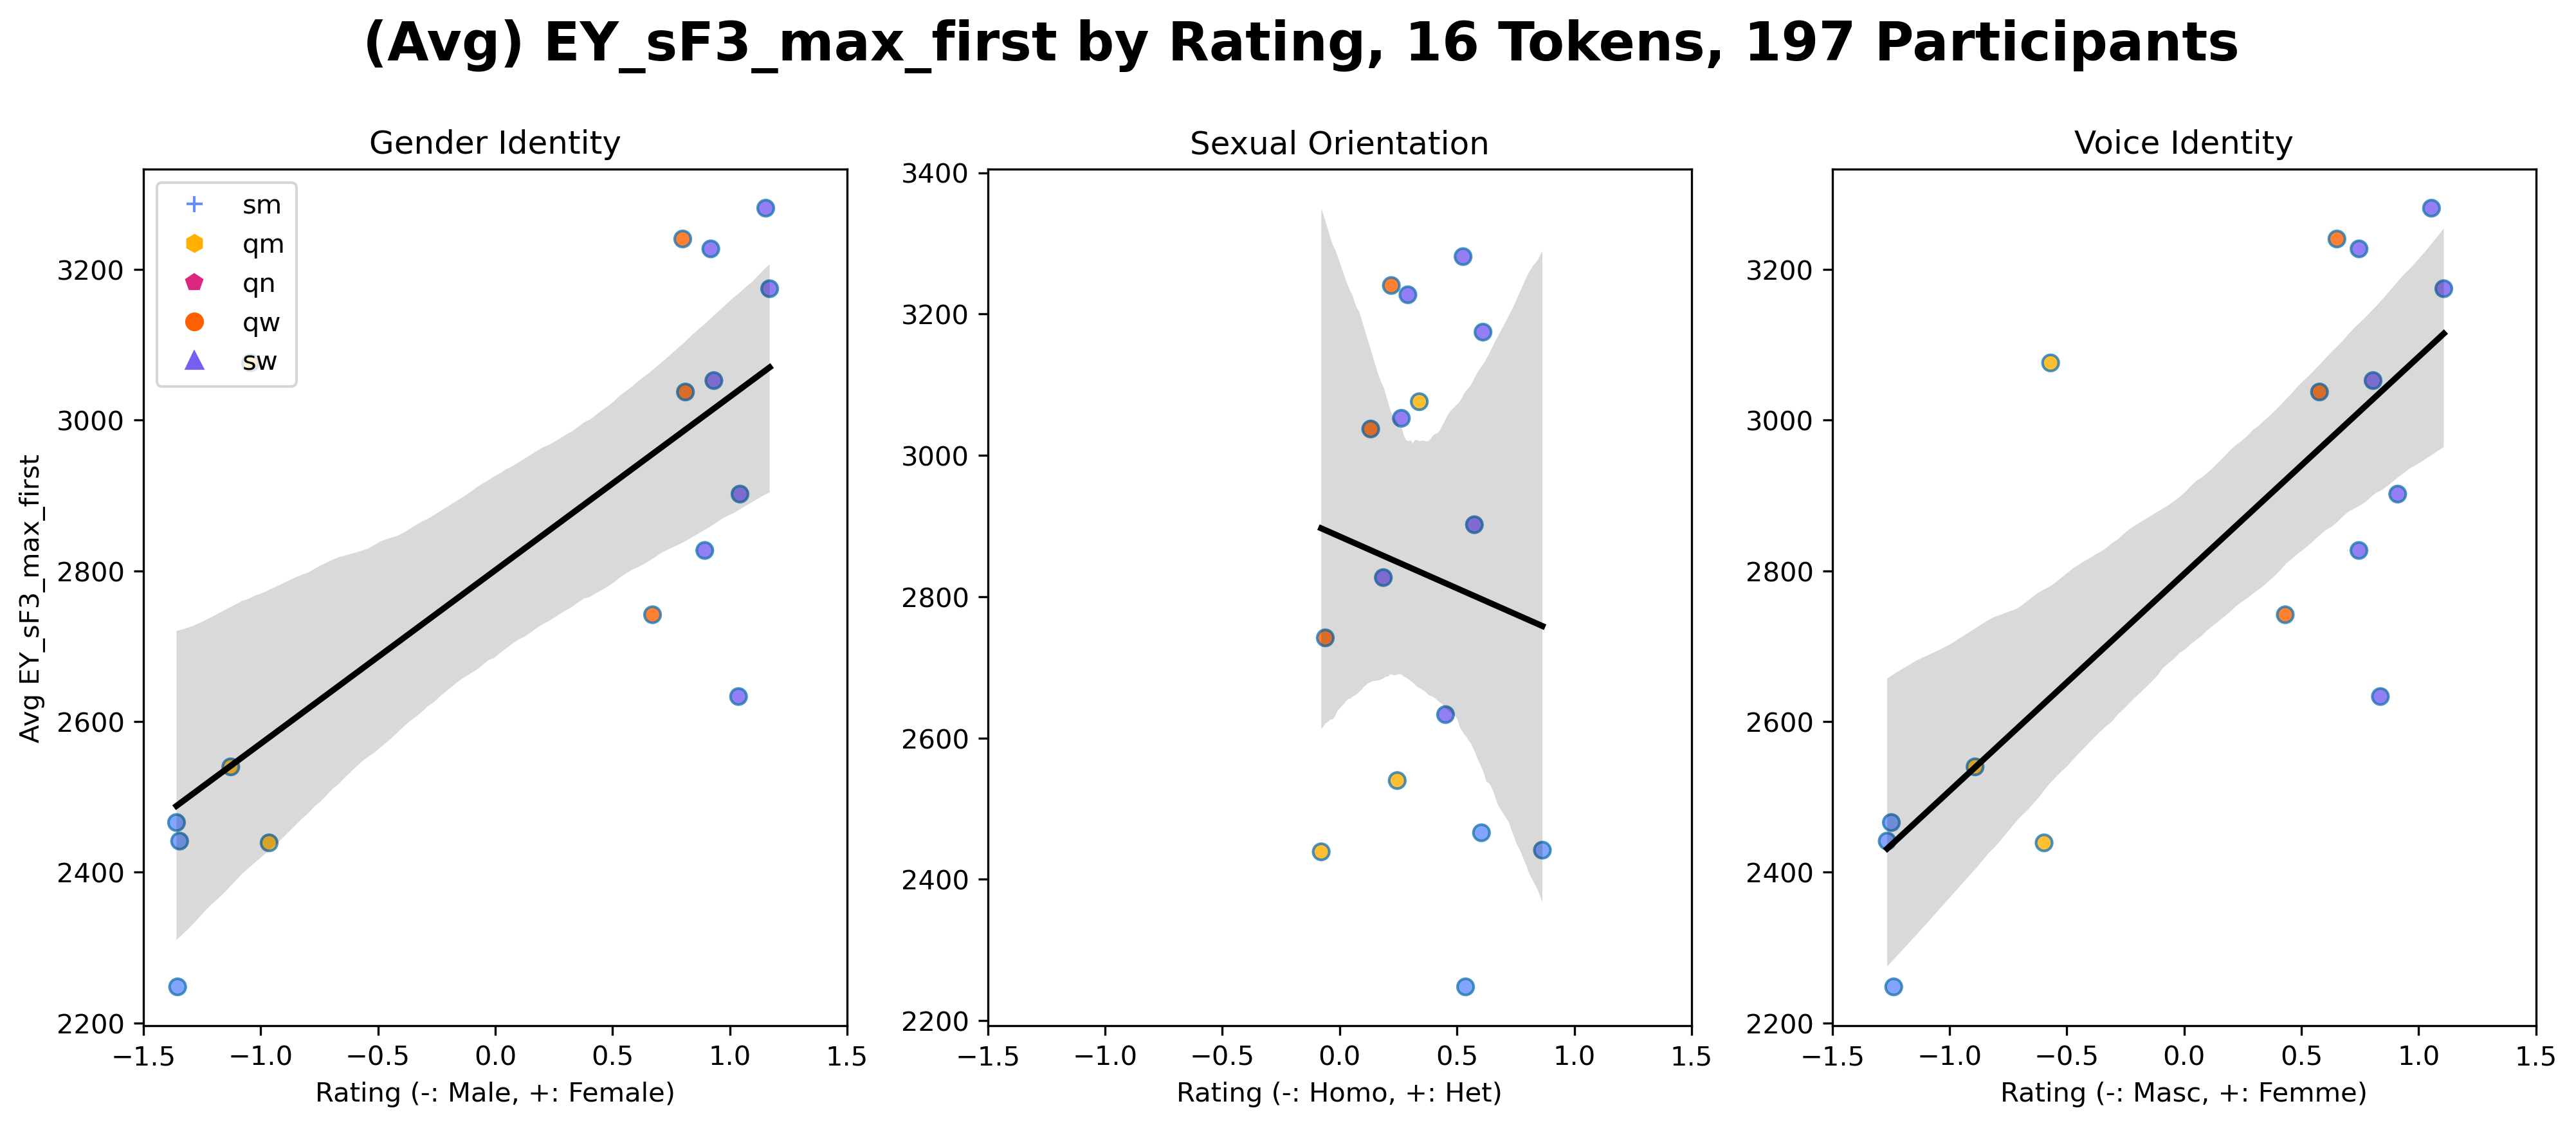 (Avg) EY_sF3_max_first by Rating, 16 Tokens, 197 Participants
Gender Identity
sm
qm
qn
qw
sw
3200
3000
2800
2600
2400
2200
Avg EY_sF3_max_first
−1.5 −1.0 −0.5 0.0 0.5 1.0 1.5
Rating (-: Male, +: Female)
Sexual Orientation
3400
3200
3000
2800
2600
2400
2200
−1.5 −1.0 −0.5 0.0 0.5 1.0 1.5
Rating (-: Homo, +: Het)
Voice Identity
3200
3000
2800
2600
2400
2200
−1.5 −1.0 −0.5 0.0 0.5 1.0 1.5
Rating (-: Masc, +: Femme)